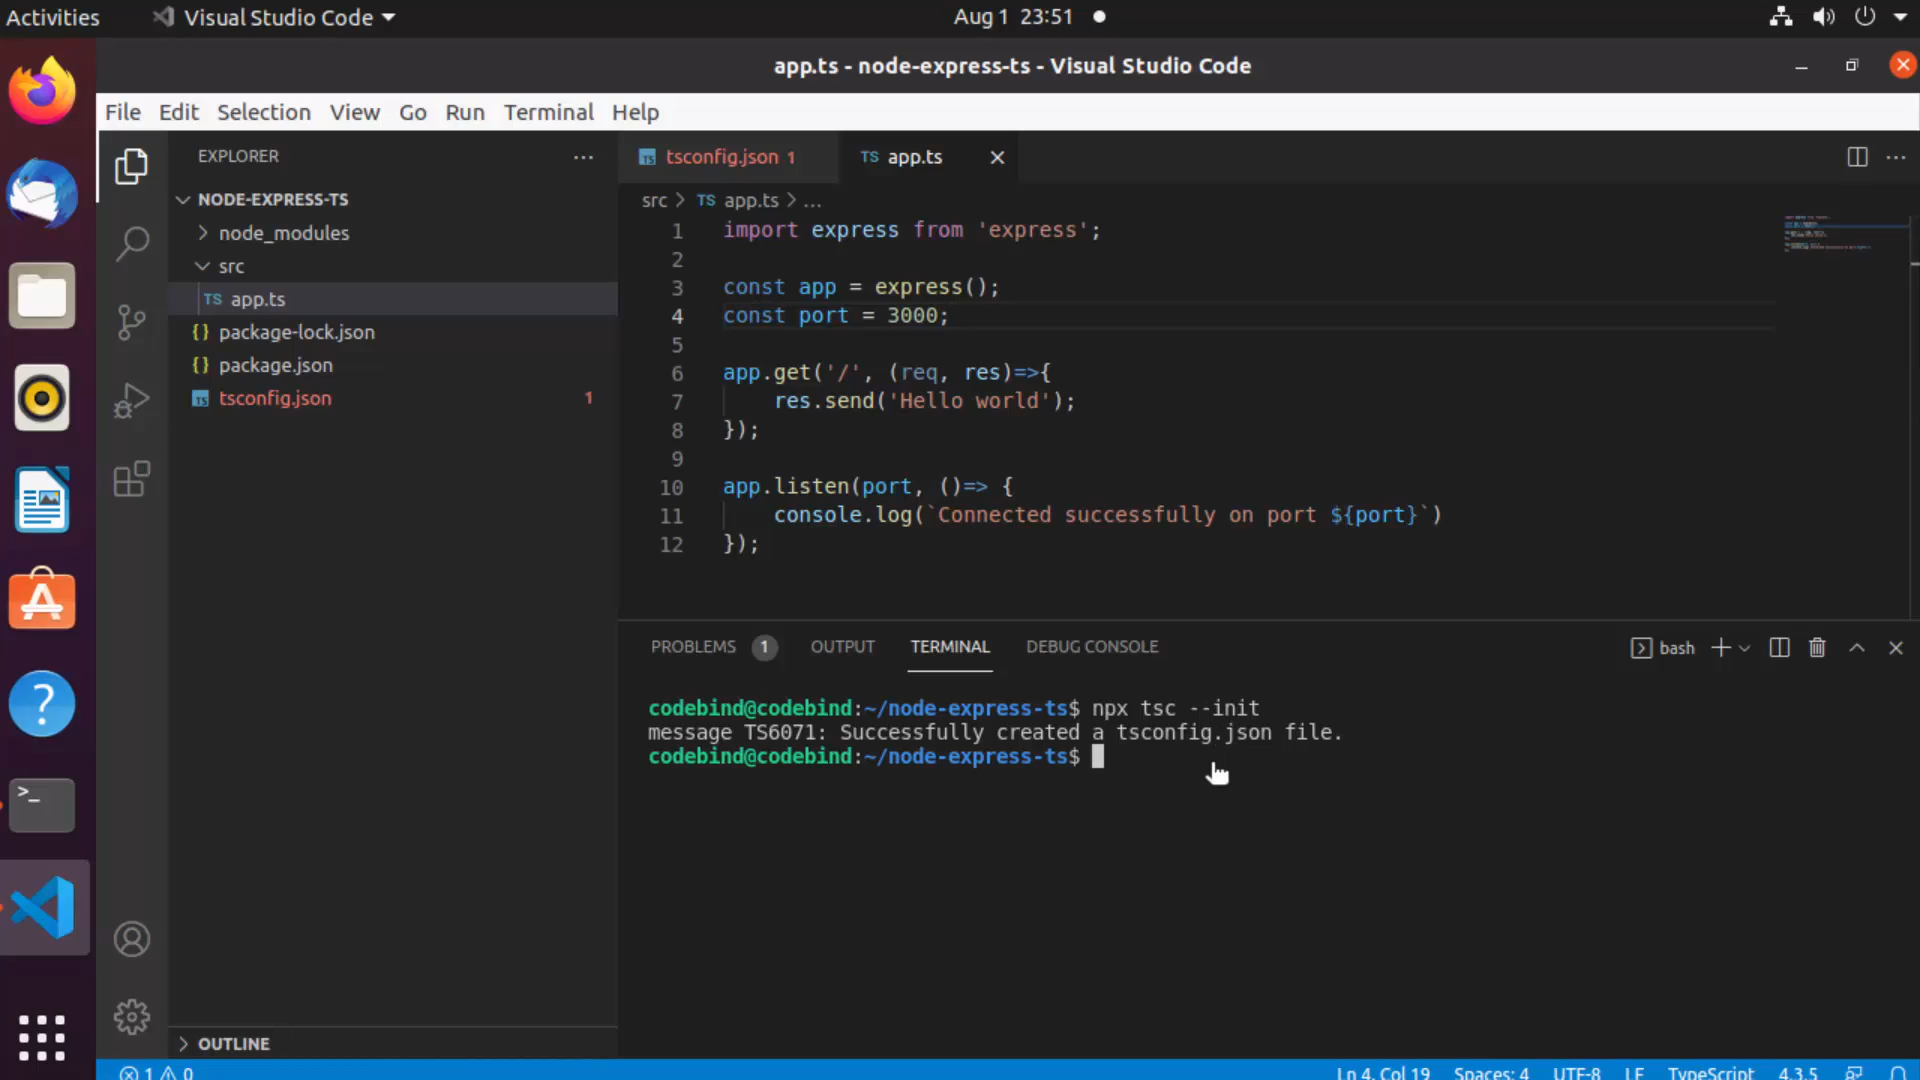 Activities
Visual Studio Code
Aug 1 23:51
app.ts - node-express-ts - Visual Studio Code
File Edit Selection View Go Run Terminal Help
EXPLORER
NODE-EXPRESS-TS
node_modules
src
TS app.ts
{} package-lock.json
{} package.json
TS tsconfig.json 1
OUTLINE
TS tsconfig.json 1
TS app.ts
src > TS app.ts > ...
1 import express from 'express';
2
3 const app = express();
4 const port = 3000;
5
6 app.get('/', (req, res)=>{
7 res.send('Hello world');
8 });
9
10 app.listen(port, ()=> {
11 console.log(`Connected successfully on port ${port}`)
12 });
PROBLEMS 1 OUTPUT TERMINAL DEBUG CONSOLE
bash
codebind@codebind:~/node-express-ts$ npx tsc --init
message TS6071: Successfully created a tsconfig.json file.
codebind@codebind:~/node-express-ts$
1 0
Ln 4, Col 19 Spaces: 4 UTF-8 LF TypeScript 4.3.5